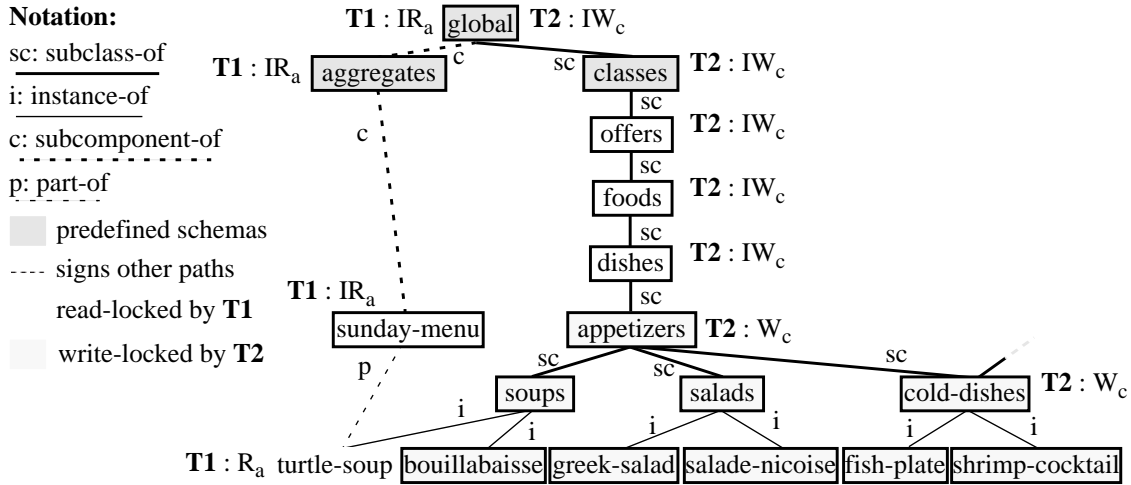 Notation:
sc: subclass-of
i: instance-of
c: subcomponent-of
p: part-of
predefined schemas
signs other paths
read-locked by T1
write-locked by T2
T1 : IRa global T2 : IWc
c sc
T1 : IRa aggregates classes T2 : IWc
sc
c offers T2 : IWc
sc
foods T2 : IWc
sc
dishes T2 : IWc
T1 : IRa sc
sunday-menu appetizers T2 : Wc
p sc sc sc
soups salads cold-dishes T2 : Wc
i i i i i i
T1 : Ra turtle-soup bouillabaisse greek-salad salade-nicoise fish-plate shrimp-cocktail